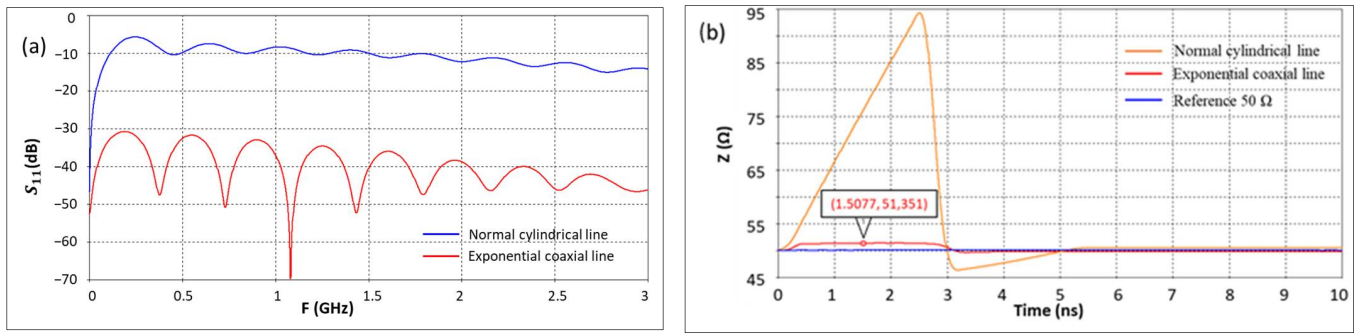 (a)
0
−10
−20
−30
−40
−50
−60
−70
S₁₁(dB)
Normal cylindrical line
Exponential coaxial line
0 0.5 1 1.5 2 2.5 3
F (GHz)
(b)
95
85
75
65
55
45
Z (Ω)
Normal cylindrical line
Exponential coaxial line
Reference 50 Ω
(1.5077, 51,351)
0 1 2 3 4 5 6 7 8 9 10
Time (ns)